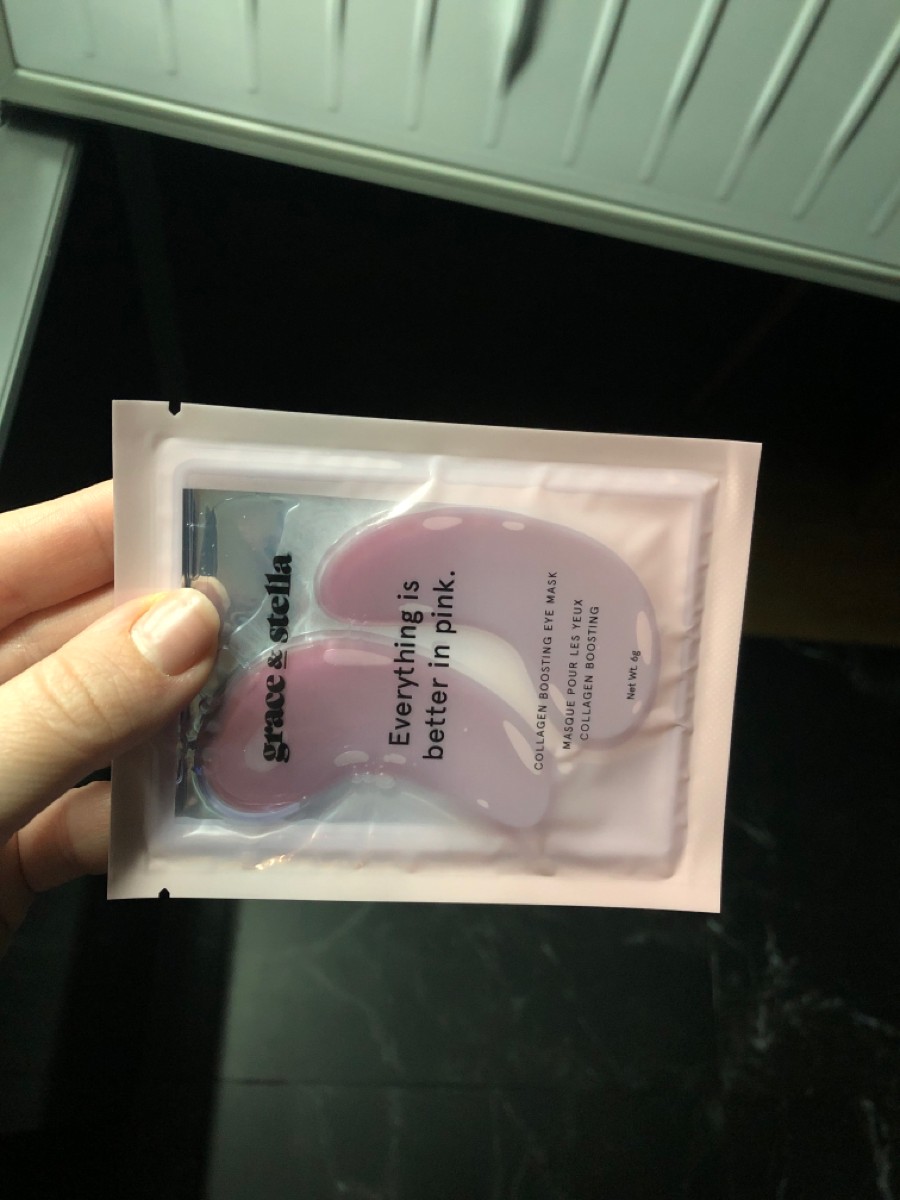 grace & stella
Everything is
better in pink.
COLLAGEN BOOSTING EYE MASK
MASQUE POUR LES YEUX
COLLAGEN BOOSTING
Net Wt. 6g